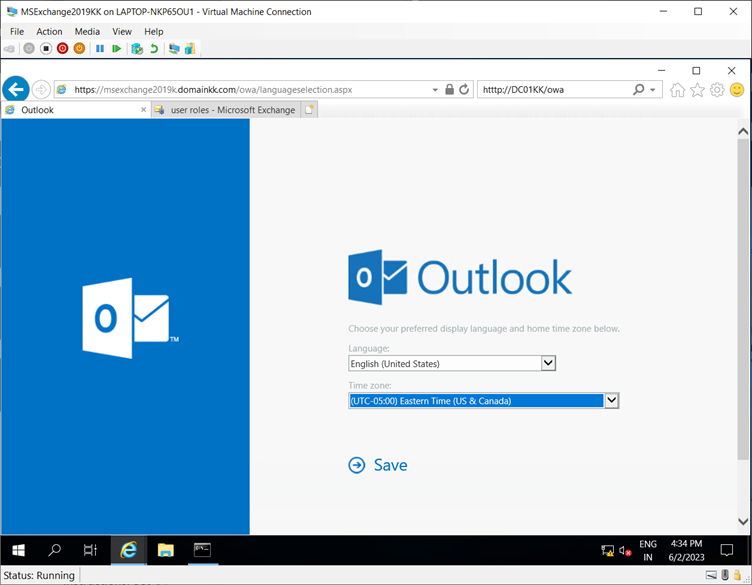 MSExchange2019KK on LAPTOP-NKP65OU1 - Virtual Machine Connection
File Action Media View Help
https://msexchange2019k.domainkk.com/owa/languageselection.aspx
htttp://DC01KK/owa
Outlook
user roles - Microsoft Exchange
Outlook
Choose your preferred display language and home time zone below.
Language:
English (United States)
Time zone:
(UTC-05:00) Eastern Time (US & Canada)
Save
TM
ENG
IN
4:34 PM
6/2/2023
Status: Running